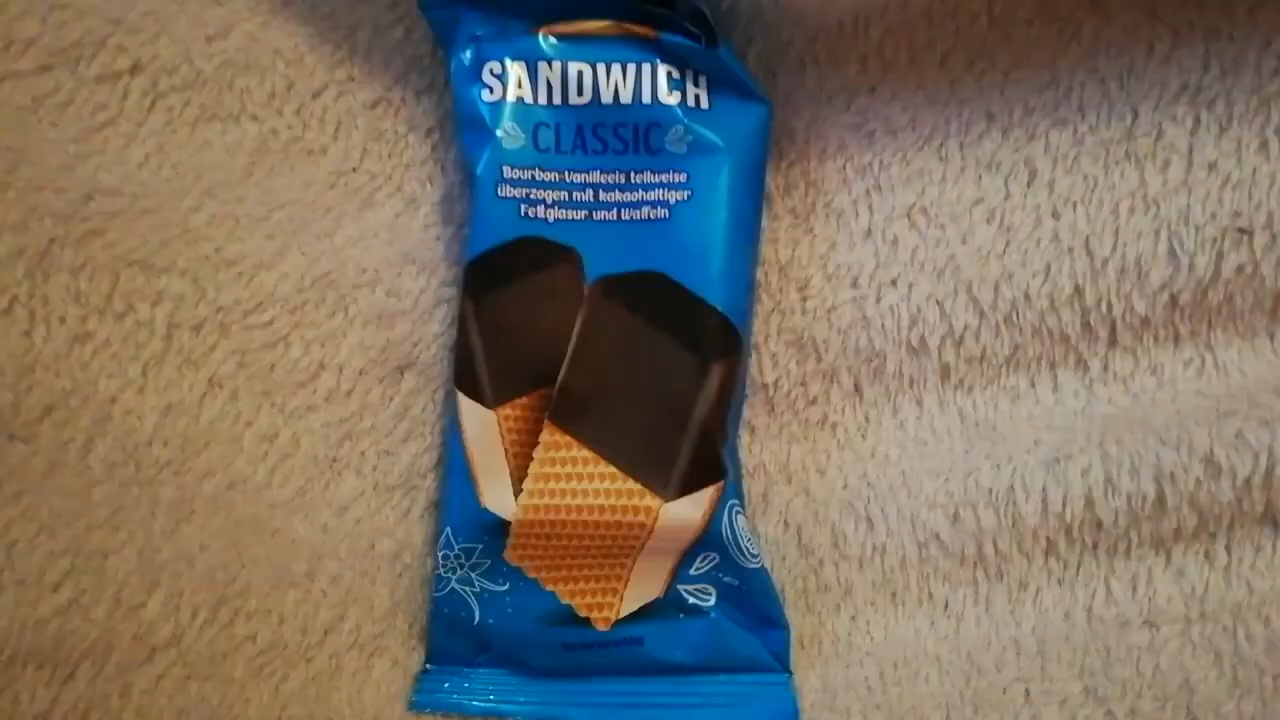 SANDWICH
CLASSIC
Bourbon-Vanilleeis teilweise
überzogen mit kakaohaltiger
Fettglasur und Waffeln